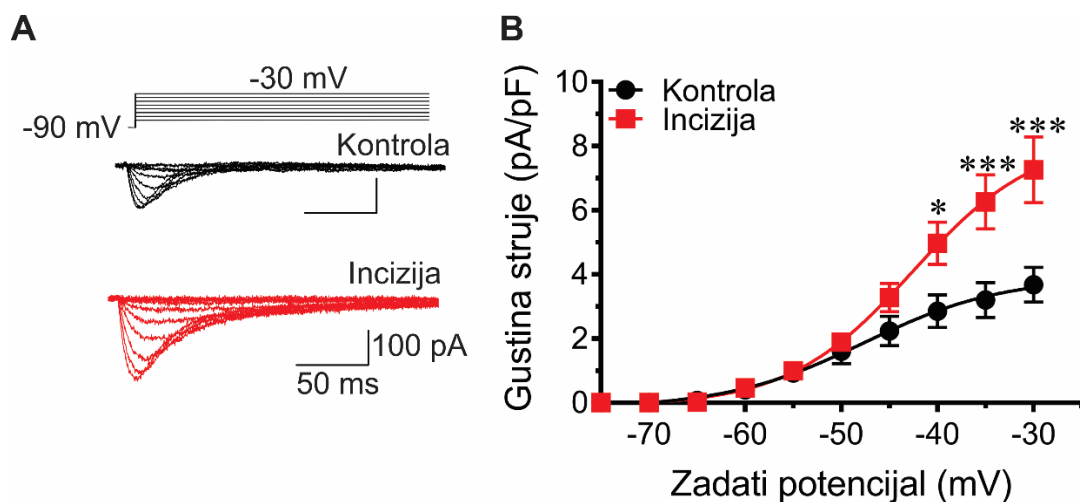 A
-30 mV
-90 mV
Kontrola
Incizija
100 pA
50 ms
B
Gustina struje (pA/pF)
10
8
6
4
2
0
Kontrola
Incizija
*
***
***
-70
-60
-50
-40
-30
Zadati potencijal (mV)